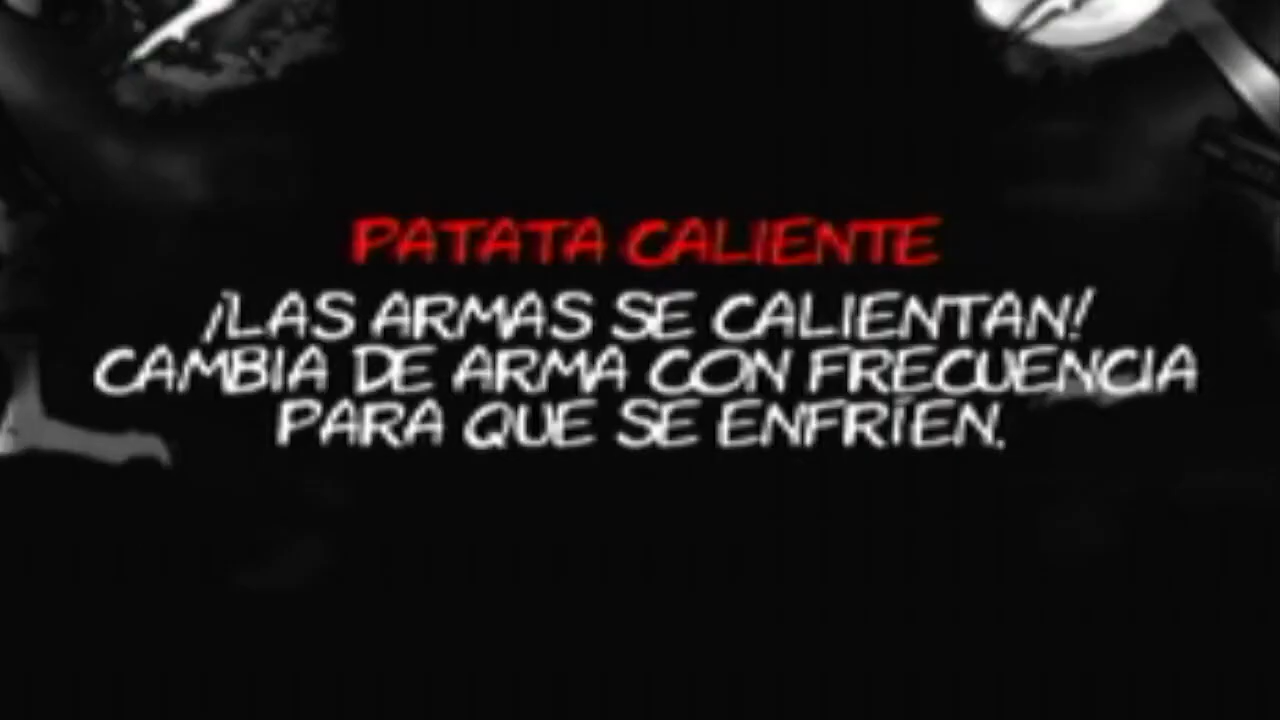 PATATA CALIENTE
¡LAS ARMAS SE CALIENTAN!
CAMBIA DE ARMA CON FRECUENCIA
PARA QUE SE ENFRÍEN.